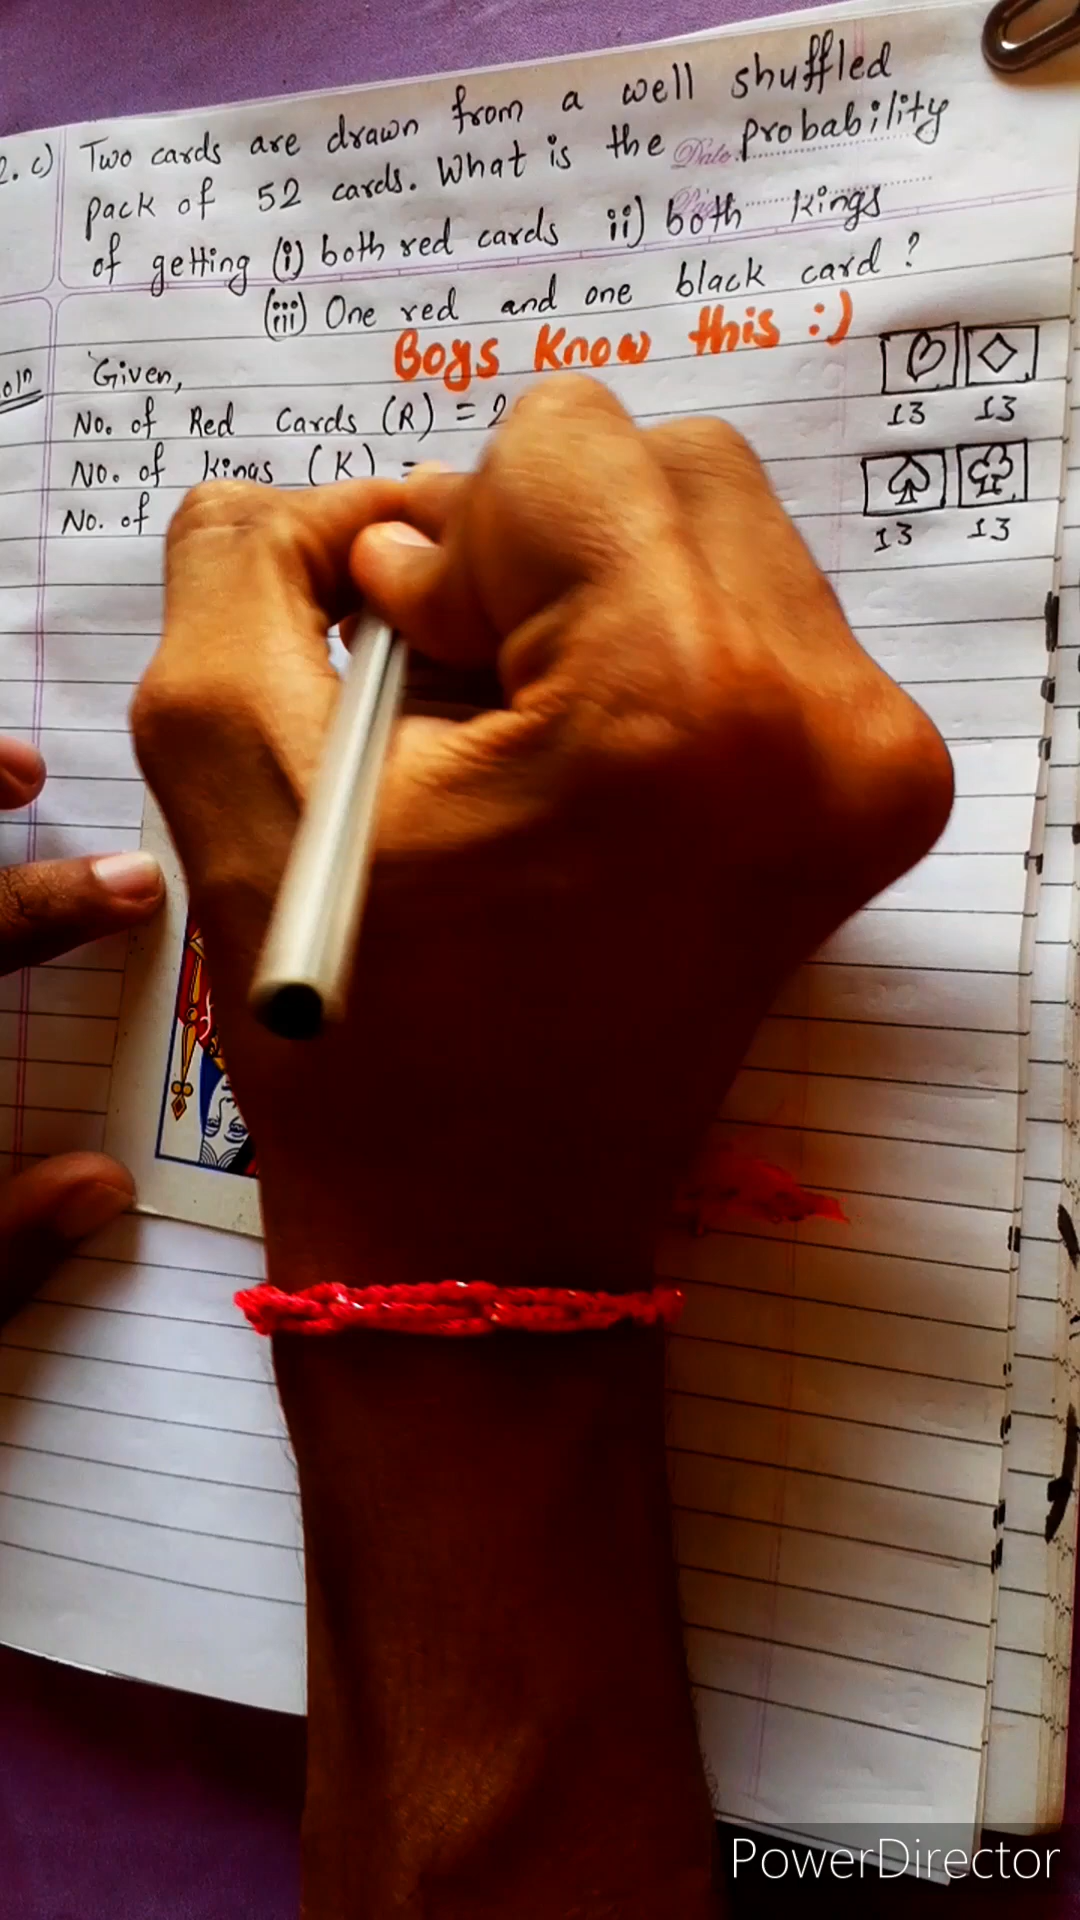 2. c) Two cards are drawn from a well shuffled
pack of 52 cards. What is the probability
of getting (i) both red cards ii) both kings
(iii) One red and one black card ?
Boys Know this :)
Soln
Given,
No. of Red Cards (R) = 2
No. of kings (K) =
No. of
13 13
13 13
Date.
PowerDirector